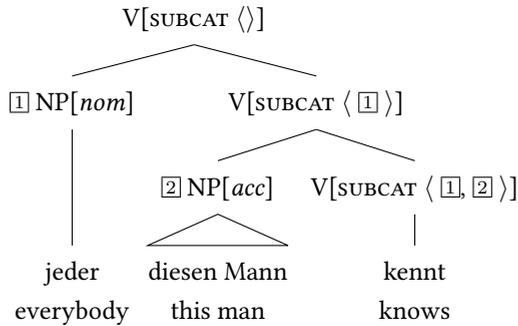 V[SUBCAT ⟨⟩]
1 NP[nom] V[SUBCAT ⟨ 1 ⟩]
2 NP[acc] V[SUBCAT ⟨ 1, 2 ⟩]
jeder diesen Mann kennt
everybody this man knows